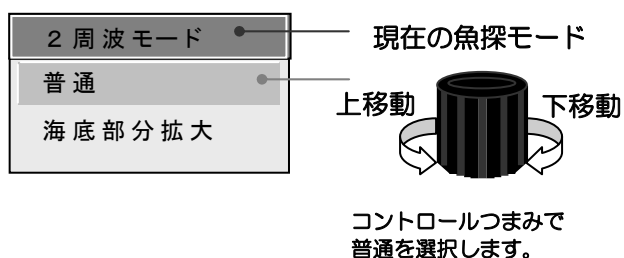 ２周波モード
現在の魚探モード
普通
海底部分拡大
上移動
下移動
コントロールつまみで
普通を選択します。